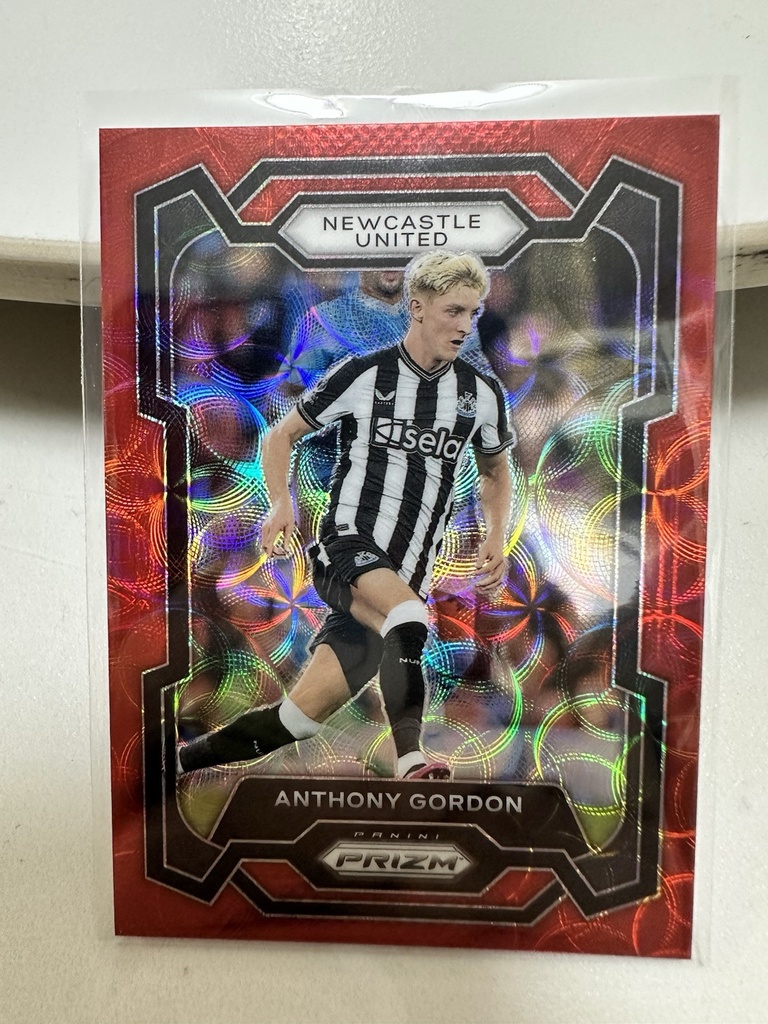 NEWCASTLE
UNITED
sela
ANTHONY GORDON
PANINI
PRIZM